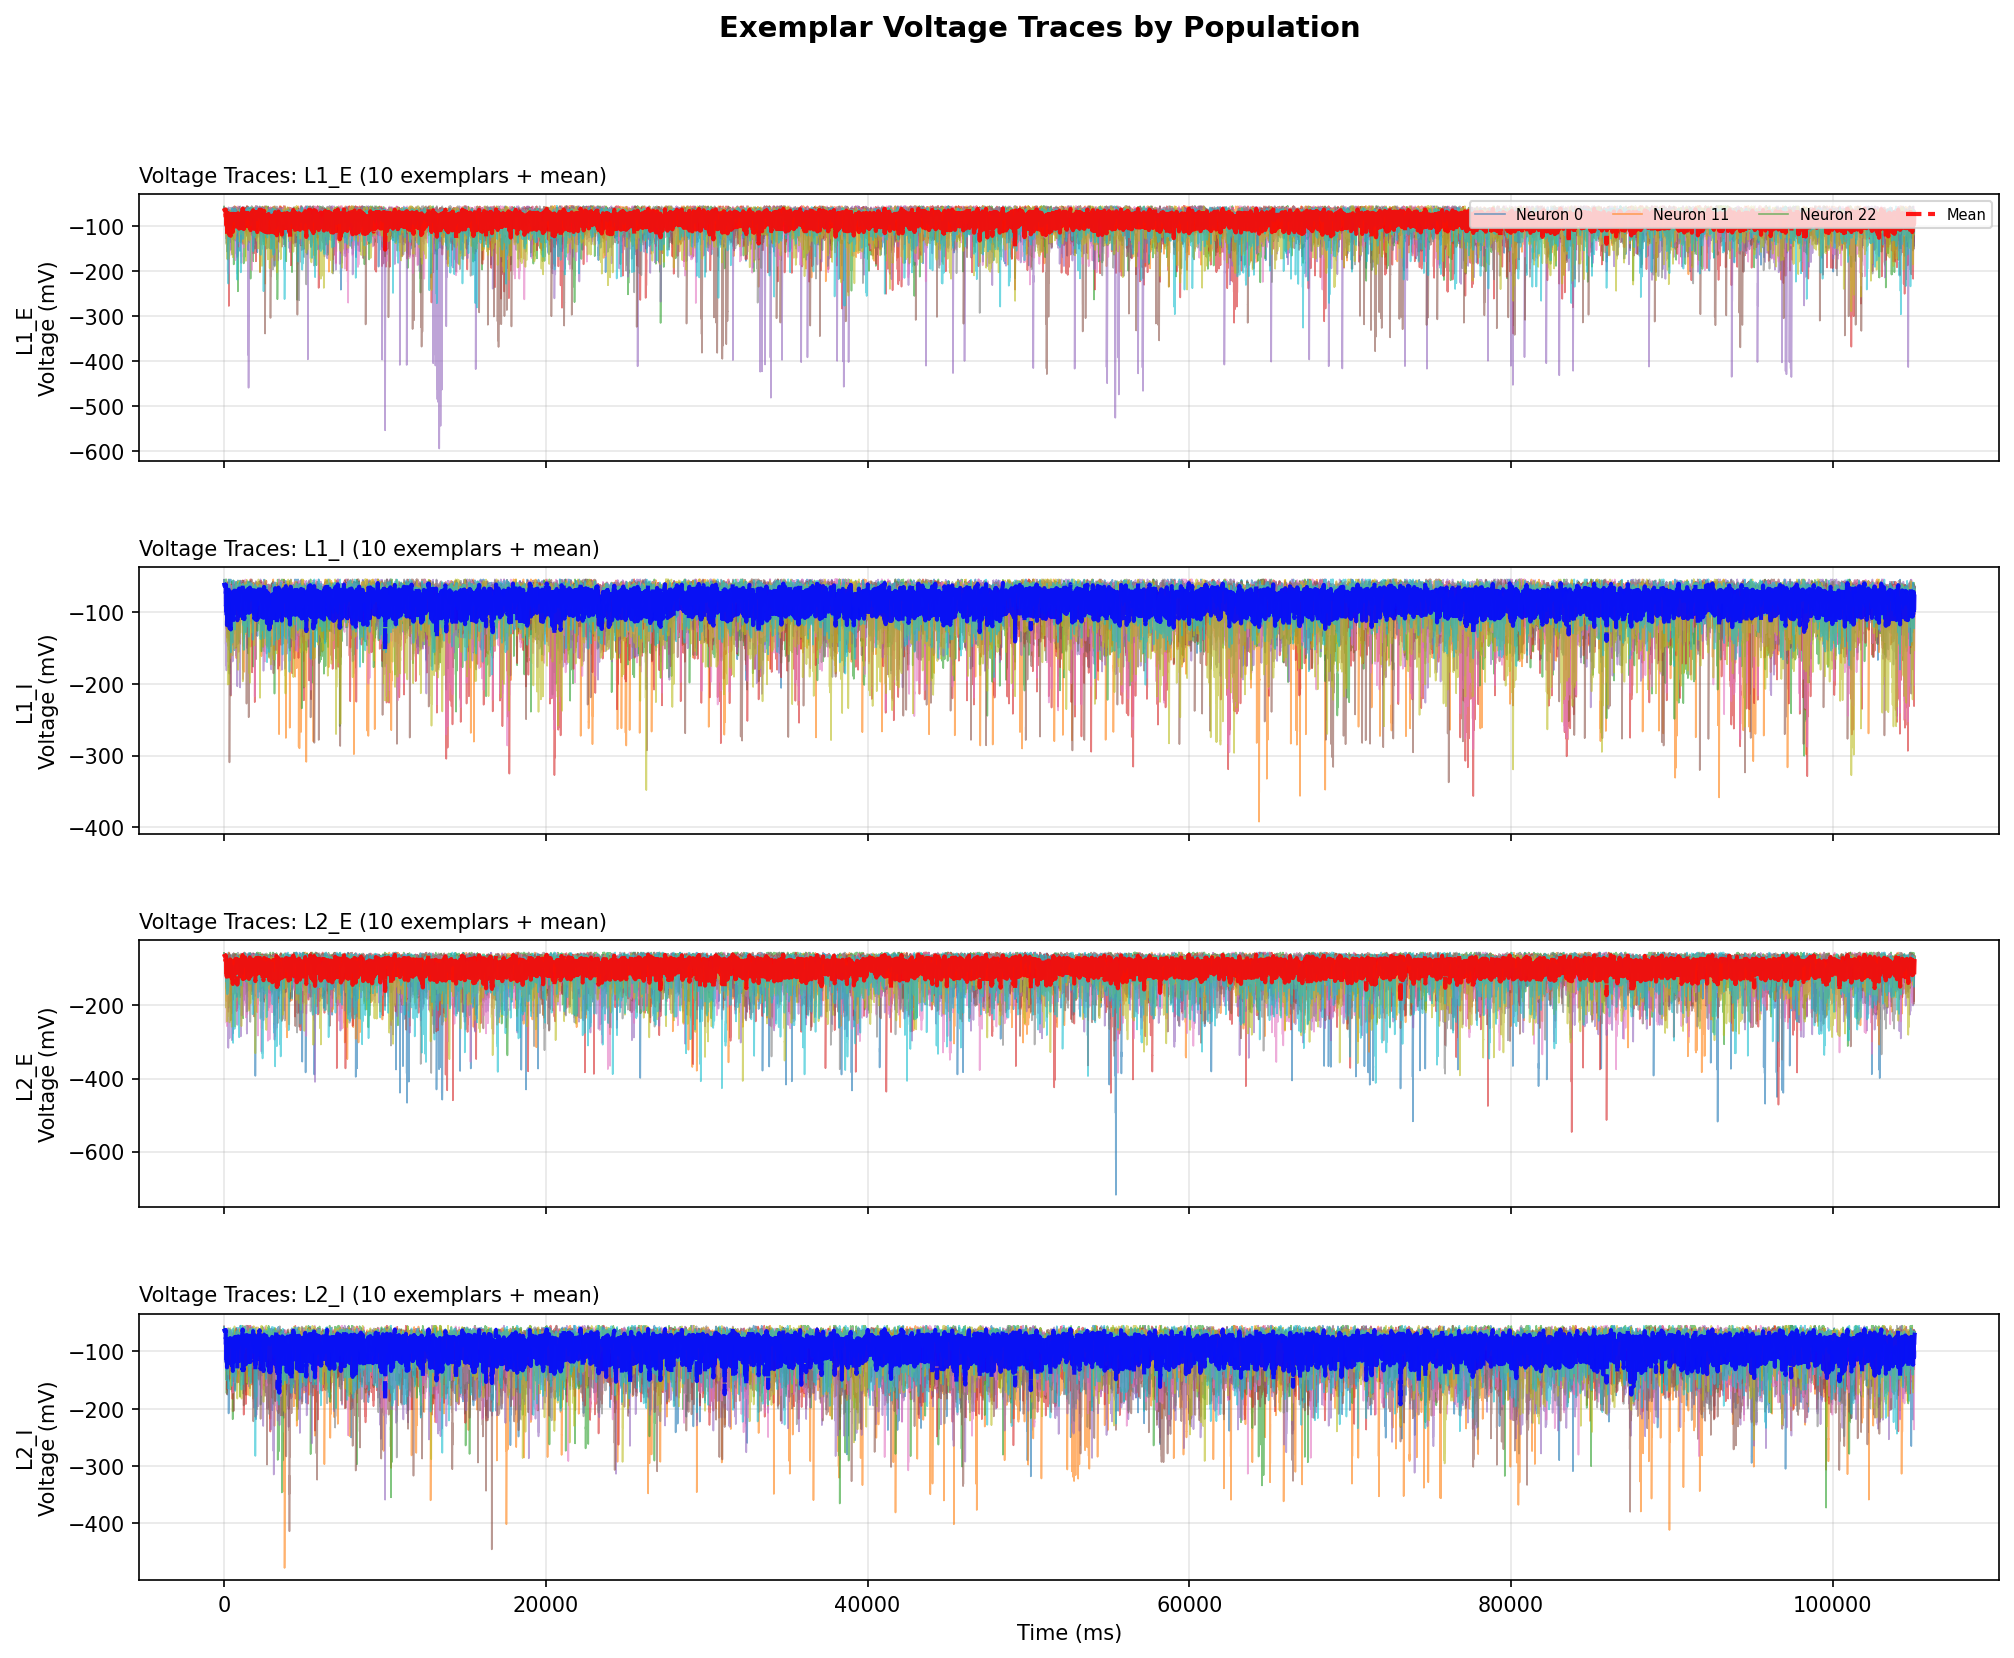 Exemplar Voltage Traces by Population
Voltage Traces: L1_E (10 exemplars + mean)
L1_E
Voltage (mV)
−100
−200
−300
−400
−500
−600
Neuron 0
Neuron 11
Neuron 22
Mean
Voltage Traces: L1_I (10 exemplars + mean)
L1_I
Voltage (mV)
−100
−200
−300
−400
Voltage Traces: L2_E (10 exemplars + mean)
L2_E
Voltage (mV)
−200
−400
−600
Voltage Traces: L2_I (10 exemplars + mean)
L2_I
Voltage (mV)
−100
−200
−300
−400
0
20000
40000
60000
80000
100000
Time (ms)